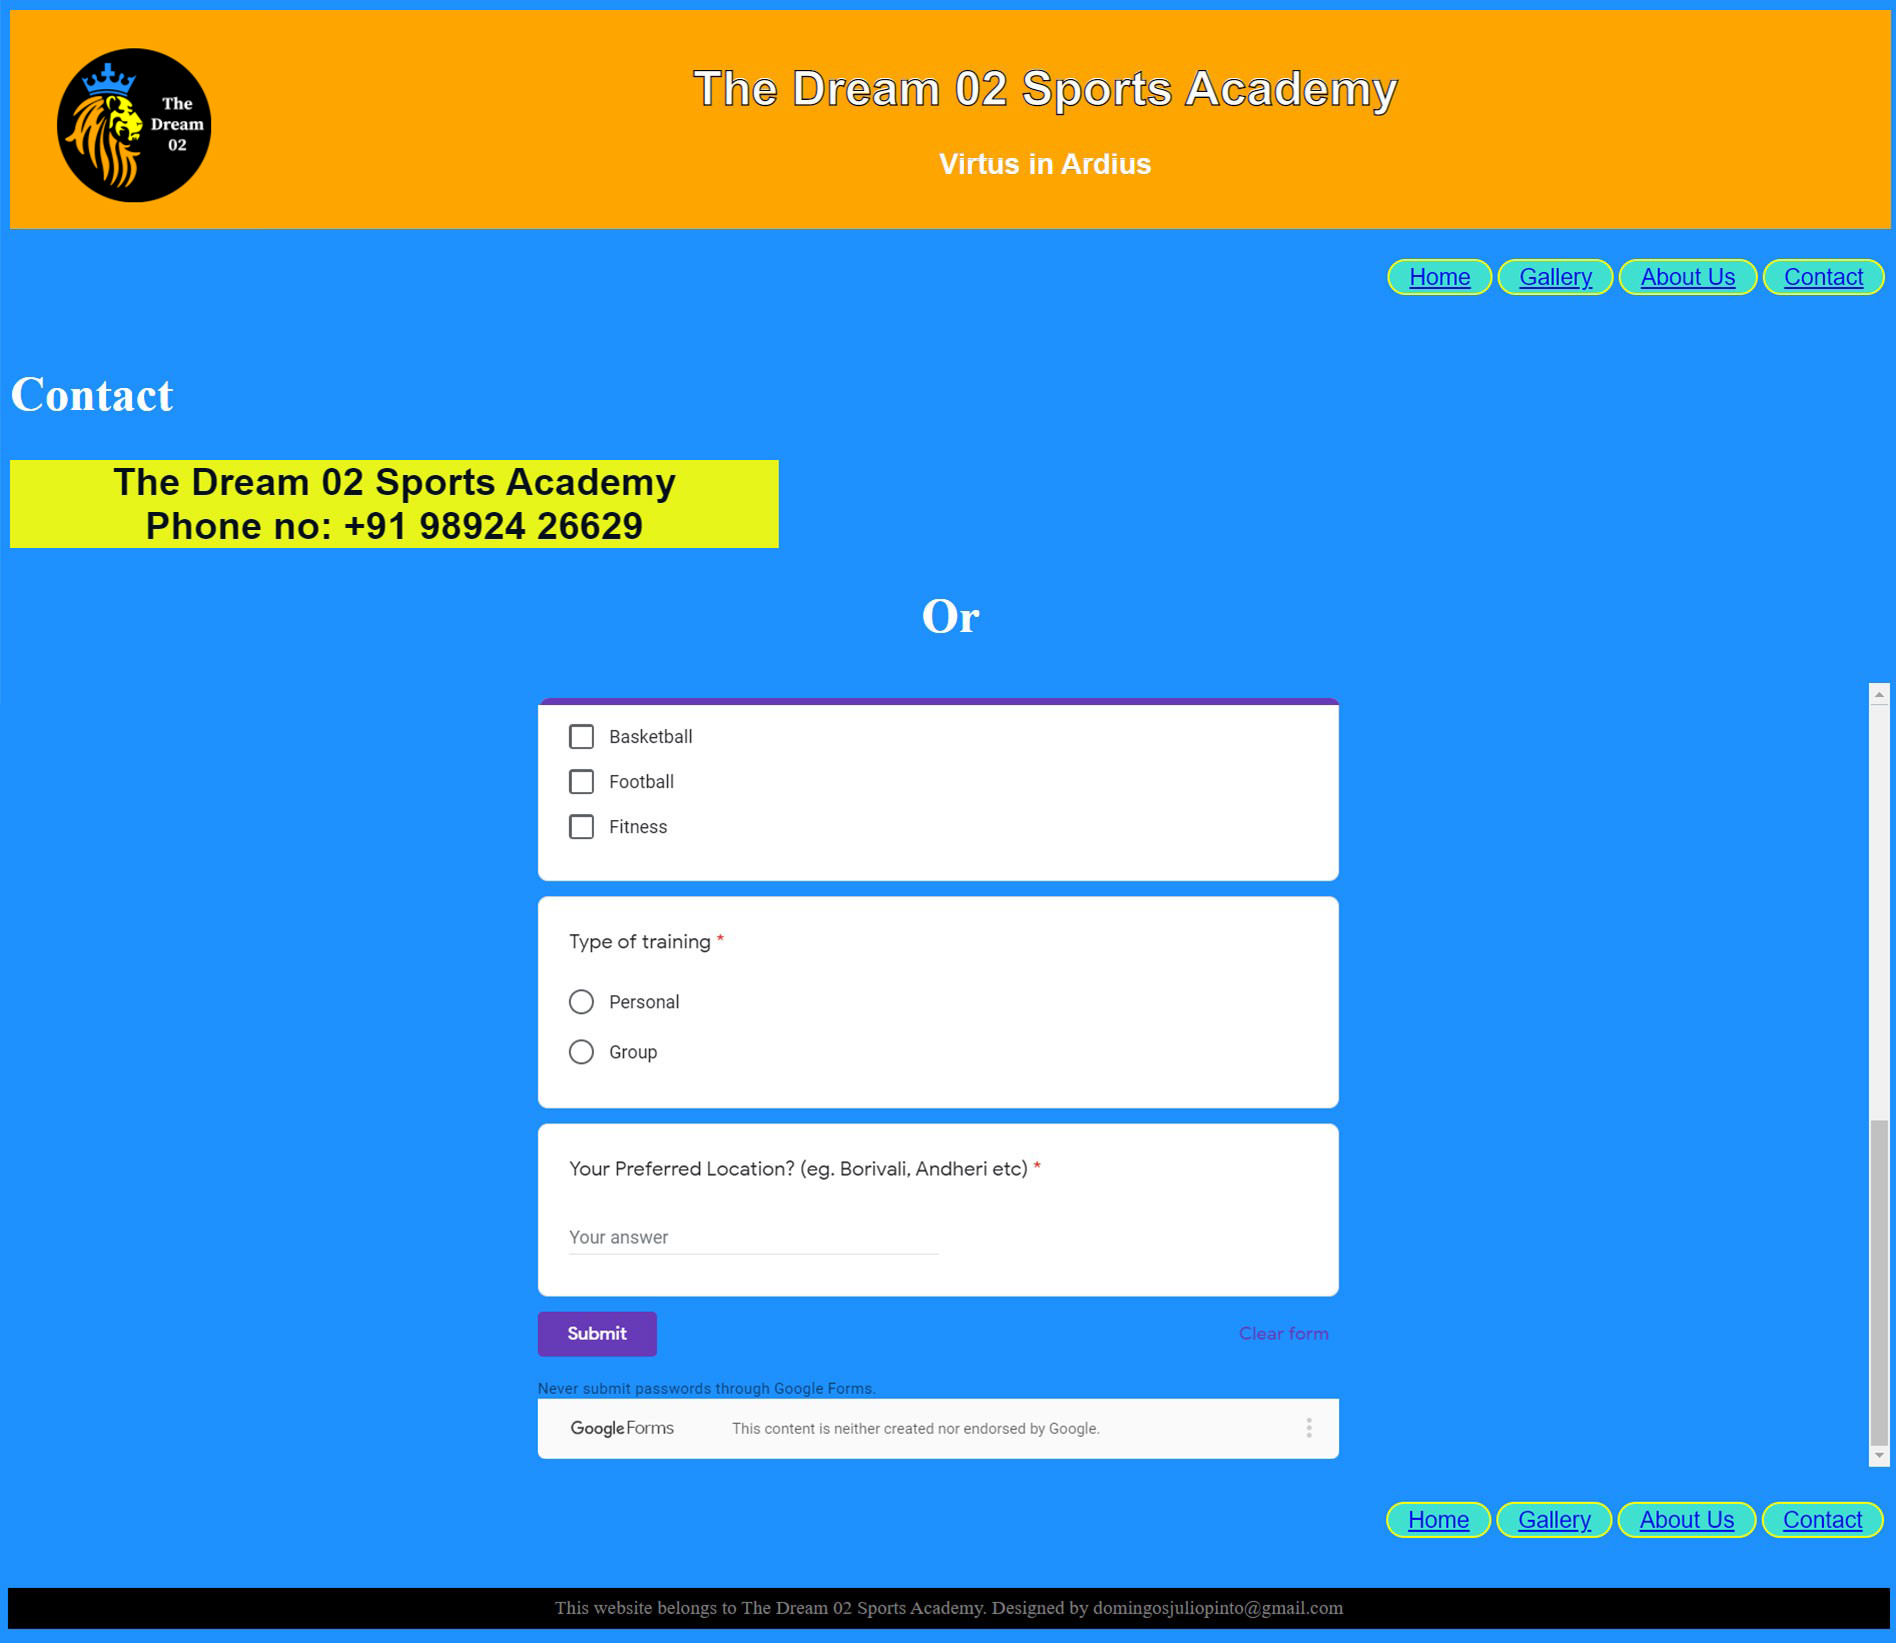 The
Dream
02
The Dream 02 Sports Academy
Virtus in Ardius
Home Gallery About Us Contact
Contact
The Dream 02 Sports Academy
Phone no: +91 98924 26629
Or
Basketball
Football
Fitness
Type of training *
Personal
Group
Your Preferred Location? (eg. Borivali, Andheri etc) *
Your answer
Submit Clear form
Never submit passwords through Google Forms.
Google Forms This content is neither created nor endorsed by Google.
Home Gallery About Us Contact
This website belongs to The Dream 02 Sports Academy. Designed by domingosjuliopinto@gmail.com